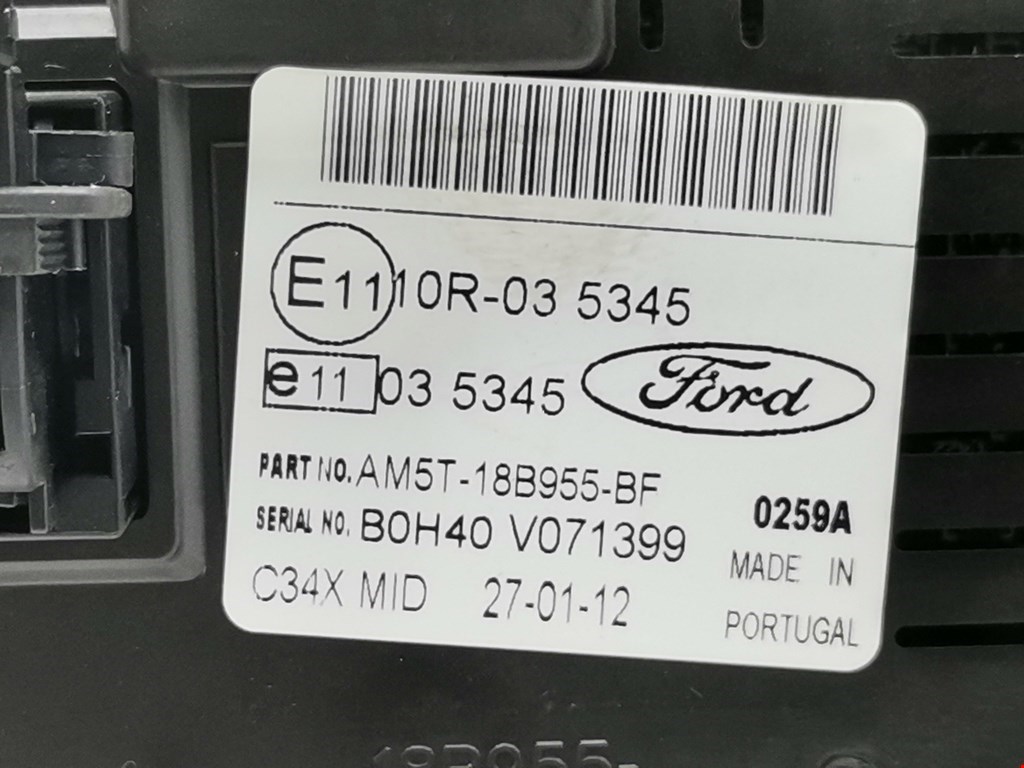 E11 10R-03 5345
e11 03 5345 Ford
PART NO. AM5T-18B955-BF
SERIAL NO. B0H40 V071399
0259A
C34X MID 27-01-12
MADE IN
PORTUGAL
18B955-